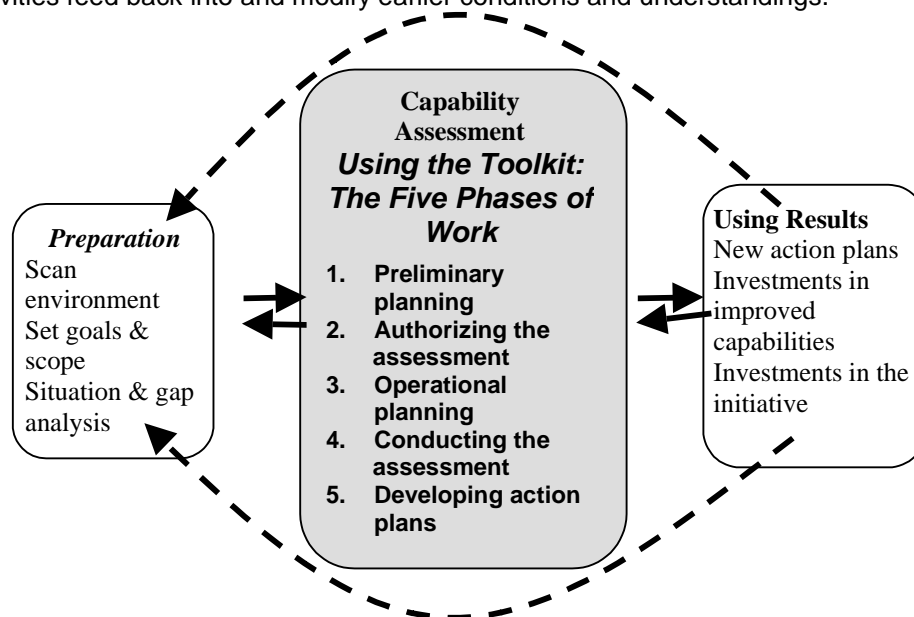 feed back into and modify earlier conditions and understandings.
Capability
Assessment
Using the Toolkit:
The Five Phases of
Work
1. Preliminary
planning
2. Authorizing the
assessment
3. Operational
planning
4. Conducting the
assessment
5. Developing action
plans
Preparation
Scan
environment
Set goals &
scope
Situation & gap
analysis
Using Results
New action plans
Investments in
improved
capabilities
Investments in the
initiative